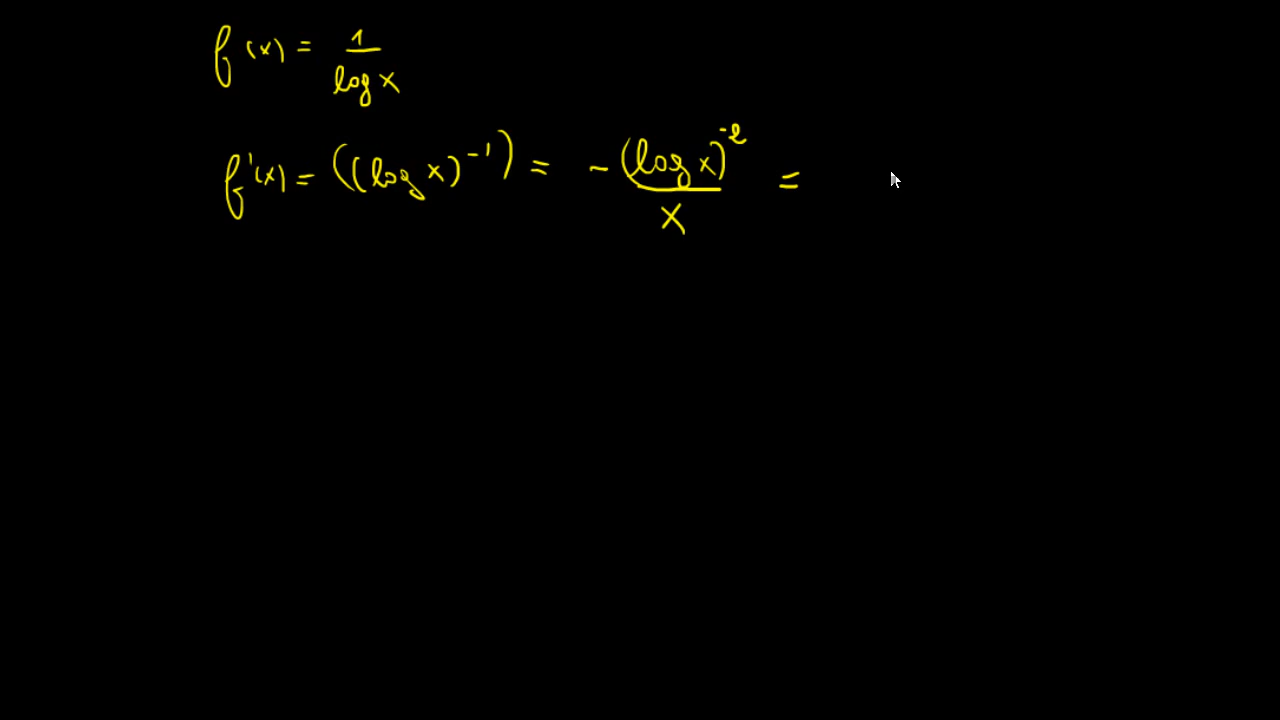 f(x) = 1/log x
f'(x) = ((log x)^-1) = - (log x)^-2/x =